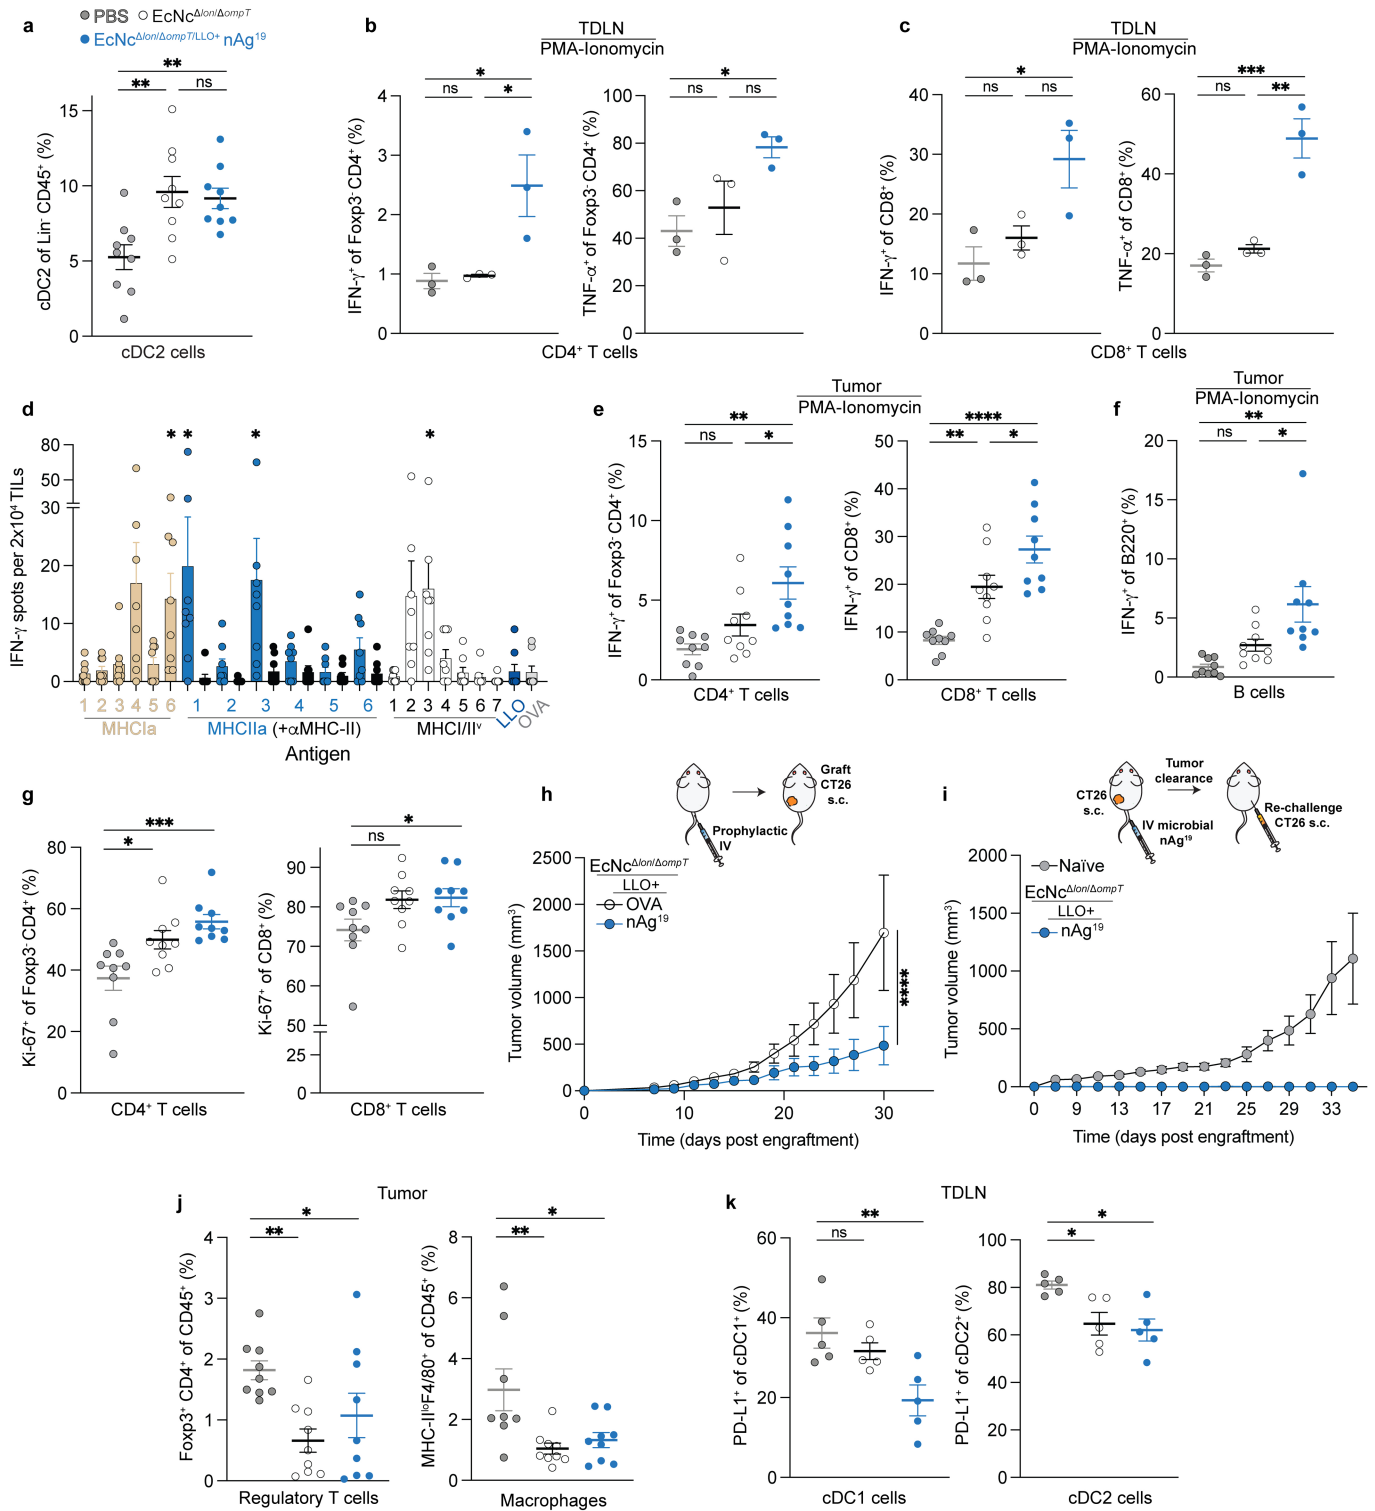 a
PBS EcNcΔlon/ΔompT
EcNcΔlon/ΔompT/LLO+ nAg19
**
** ns
cDC2 of Lin- CD45+ (%)
15
10
5
0
cDC2 cells
b
TDLN
PMA-Ionomycin
*
ns *
IFN-γ+ of Foxp3- CD4+ (%)
4
3
2
1
0
*
ns ns
TNF-α+ of Foxp3- CD4+ (%)
100
80
60
40
20
0
CD4+ T cells
c
TDLN
PMA-Ionomycin
*
ns ns
IFN-γ+ of CD8+ (%)
40
30
20
10
0
***
ns **
TNF-α+ of CD8+ (%)
60
40
20
0
CD8+ T cells
d
IFN-γ spots per 2x10⁴ TILs
80
50
30
20
10
0
* * * *
1 2 3 4 5 6 1 2 3 4 5 6 1 2 3 4 5 6 7 LLO OVA
MHCIa MHCIIa (+αMHC-II) MHCI/IIv
Antigen
e
Tumor
PMA-Ionomycin
**
ns *
IFN-γ+ of Foxp3- CD4+ (%)
15
10
5
0
CD4+ T cells
****
** *
IFN-γ+ of CD8+ (%)
50
40
30
20
10
0
CD8+ T cells
f
Tumor
PMA-Ionomycin
**
ns *
IFN-γ+ of B220+ (%)
20
15
10
5
0
B cells
g
***
*
Ki-67+ of Foxp3- CD4+ (%)
80
60
40
20
0
CD4+ T cells
*
ns
Ki-67+ of CD8+ (%)
90
80
70
60
50
25
0
CD8+ T cells
h
Prophylactic
IV
Graft
CT26
s.c.
EcNcΔlon/ΔompT
LLO+
OVA
nAg19
Tumor volume (mm3)
2500
2000
1500
1000
500
0
****
0 10 20 30
Time (days post engraftment)
i
CT26
s.c.
Tumor
clearance
IV microbial
nAg19
Re-challenge
CT26 s.c.
Naïve
EcNcΔlon/ΔompT
LLO+
nAg19
Tumor volume (mm3)
2000
1500
1000
500
0
0 9 13 17 21 25 29 33
Time (days post engraftment)
j
Tumor
*
**
Foxp3+ CD4+ of CD45+ (%)
4
3
2
1
0
Regulatory T cells
*
**
MHC-IIloF4/80+ of CD45+ (%)
8
6
4
2
0
Macrophages
k
TDLN
**
ns
PD-L1+ of cDC1+ (%)
60
40
20
0
cDC1 cells
*
*
PD-L1+ of cDC2+ (%)
100
80
60
40
20
0
cDC2 cells